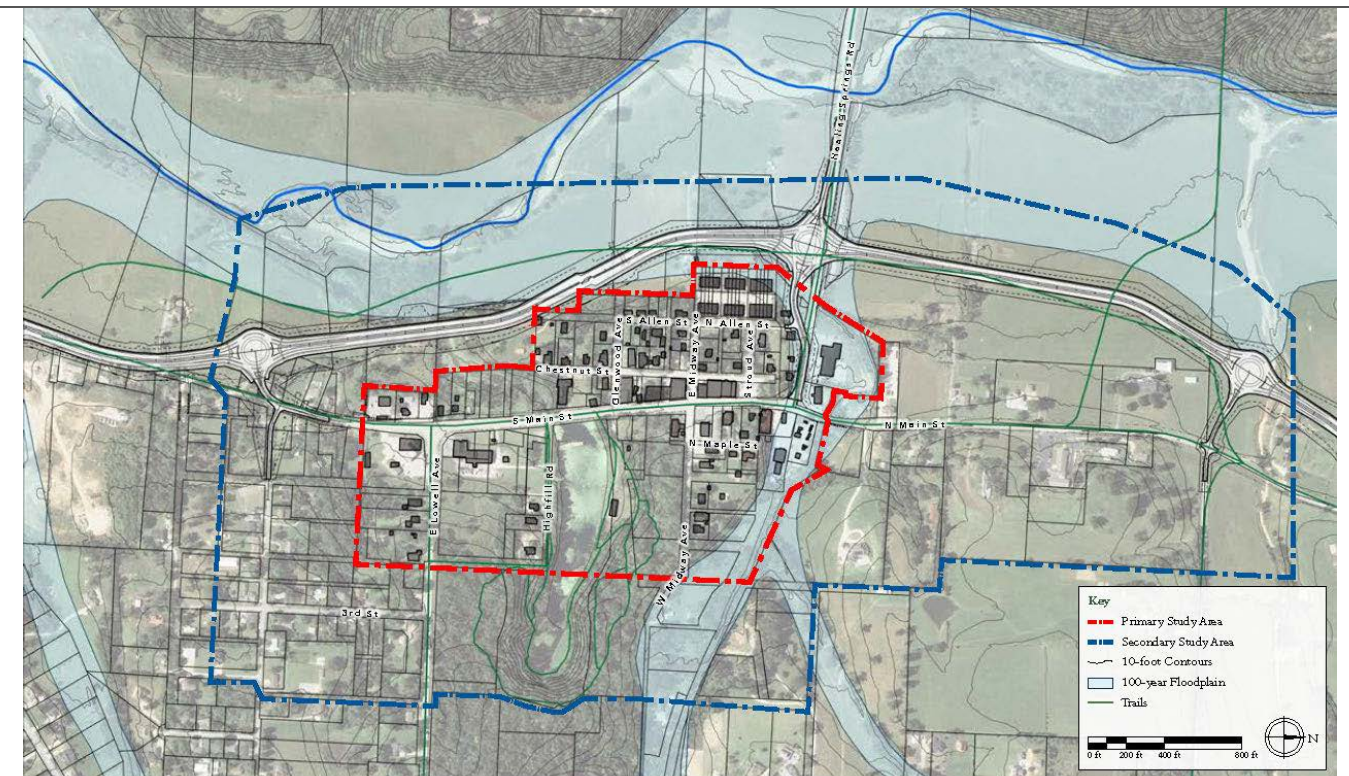 Healing Springs Rd
S Allen St
N Allen St
Glenwood Ave
E Midway Ave
Stroud Ave
Chestnut St
S Main St
N Main St
N Maple St
E Lowell Ave
Highfill Rd
W Midway Ave
3rd St
Key
Primary Study Area
Secondary Study Area
10-foot Contours
100-year Floodplain
Trails
0 ft 200 ft 400 ft 800 ft
N